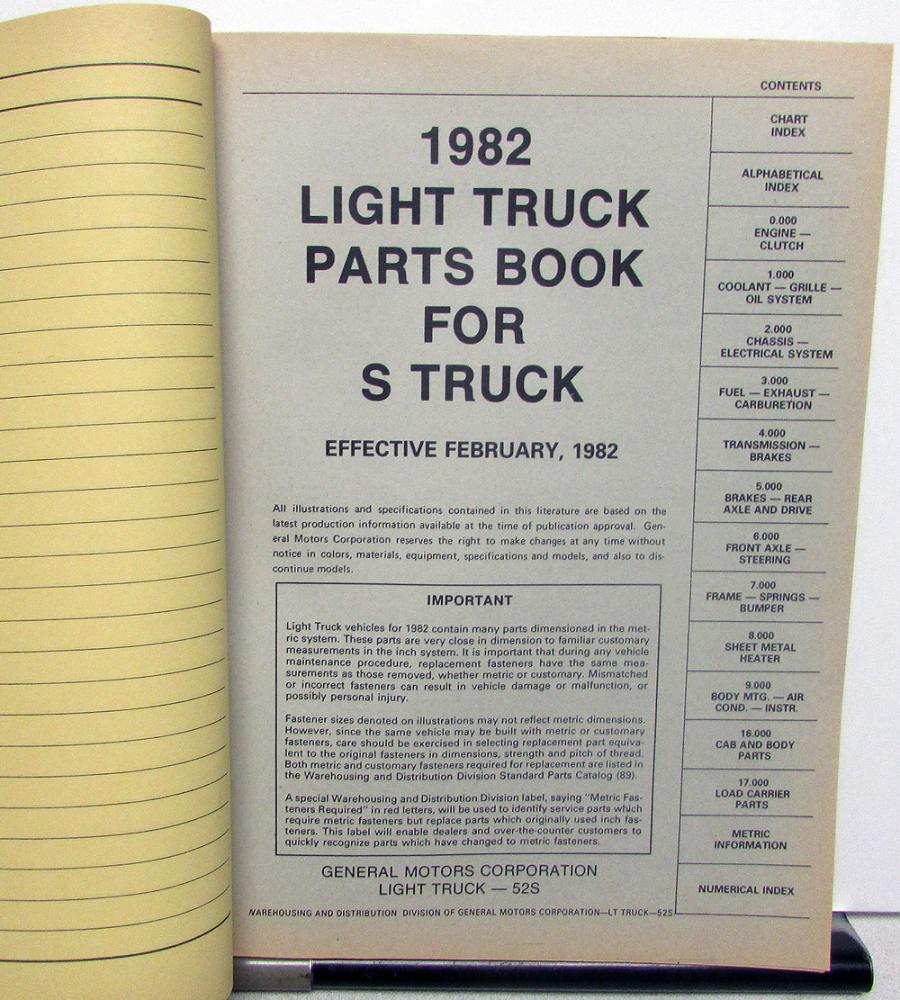 CONTENTS
1982
LIGHT TRUCK
PARTS BOOK
FOR
S TRUCK
EFFECTIVE FEBRUARY, 1982
All illustrations and specifications contained in this literature are based on the
latest production information available at the time of publication approval. Gen-
eral Motors Corporation reserves the right to make changes at any time without
notice in colors, materials, equipment, specifications and models, and also to dis-
continue models.
IMPORTANT
Light Truck vehicles for 1982 contain many parts dimensioned in the met-
ric system. These parts are very close in dimension to familiar customary
measurements in the inch system. It is important that during any vehicle
maintenance procedure, replacement fasteners have the same mea-
surements as those removed, whether metric or customary. Mismatched
or incorrect fasteners can result in vehicle damage or malfunction, or
possibly personal injury.
Fastener sizes denoted on illustrations may not reflect metric dimensions.
However, since the same vehicle may be built with metric or customary
fasteners, care should be exercised in selecting replacement part equiva-
lent to the original fasteners in dimensions, strength and pitch of thread.
Both metric and customary fasteners required for replacement are listed in
the Warehousing and Distribution Division Standard Parts Catalog (89).
A special Warehousing and Distribution Division label, saying "Metric Fas-
teners Required" in red letters, will be used to identify service parts which
require metric fasteners but replace parts which originally used inch fas-
teners. This label will enable dealers and over-the-counter customers to
quickly recognize parts which have changed to metric fasteners.
GENERAL MOTORS CORPORATION
LIGHT TRUCK — 52S
WAREHOUSING AND DISTRIBUTION DIVISION OF GENERAL MOTORS CORPORATION—LT TRUCK—52S
CHART
INDEX
ALPHABETICAL
INDEX
0.000
ENGINE —
CLUTCH
1.000
COOLANT — GRILLE —
OIL SYSTEM
2.000
CHASSIS —
ELECTRICAL SYSTEM
3.000
FUEL — EXHAUST —
CARBURETION
4.000
TRANSMISSION —
BRAKES
5.000
BRAKES — REAR
AXLE AND DRIVE
6.000
FRONT AXLE —
STEERING
7.000
FRAME — SPRINGS —
BUMPER
8.000
SHEET METAL
HEATER
9.000
BODY MTG. — AIR
COND. — INSTR.
16.000
CAB AND BODY
PARTS
17.000
LOAD CARRIER
PARTS
METRIC
INFORMATION
NUMERICAL INDEX